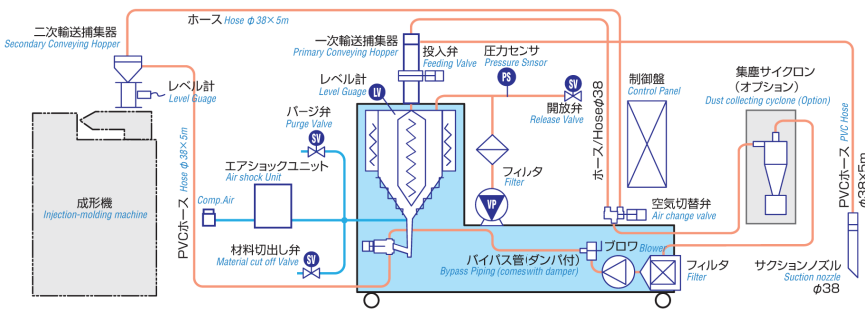 ホース Hose φ38×5m
二次輸送捕集器
Secondary Conveying Hopper
レベル計
Level Guage
成形機
Injection-molding machine
PVCホース Hose φ38×5m
一次輸送捕集器
Primary Conveying Hopper
投入弁
Feeding Valve
レベル計
Level Guage
LV
圧力センサ
Pressure Sinsor
PS
SV
開放弁
Release Valve
パージ弁
Purge Valve
SV
エアショックユニット
Air shock Unit
Comp.Air
材料切出し弁
Material cut off Valve
SV
フィルタ
Filter
VP
ホース/Hoseφ38
制御盤
Control Panel
集塵サイクロン
(オプション)
Dust collecting cyclone (Option)
空気切替弁
Air change valve
バイパス管(ダンパ付)
Bypass Piping (comeswith damper)
ブロワ Blower
フィルタ
Filter
PVCホース PVC Hose
φ38×5m
サクションノズル
Suction nozzle
φ38